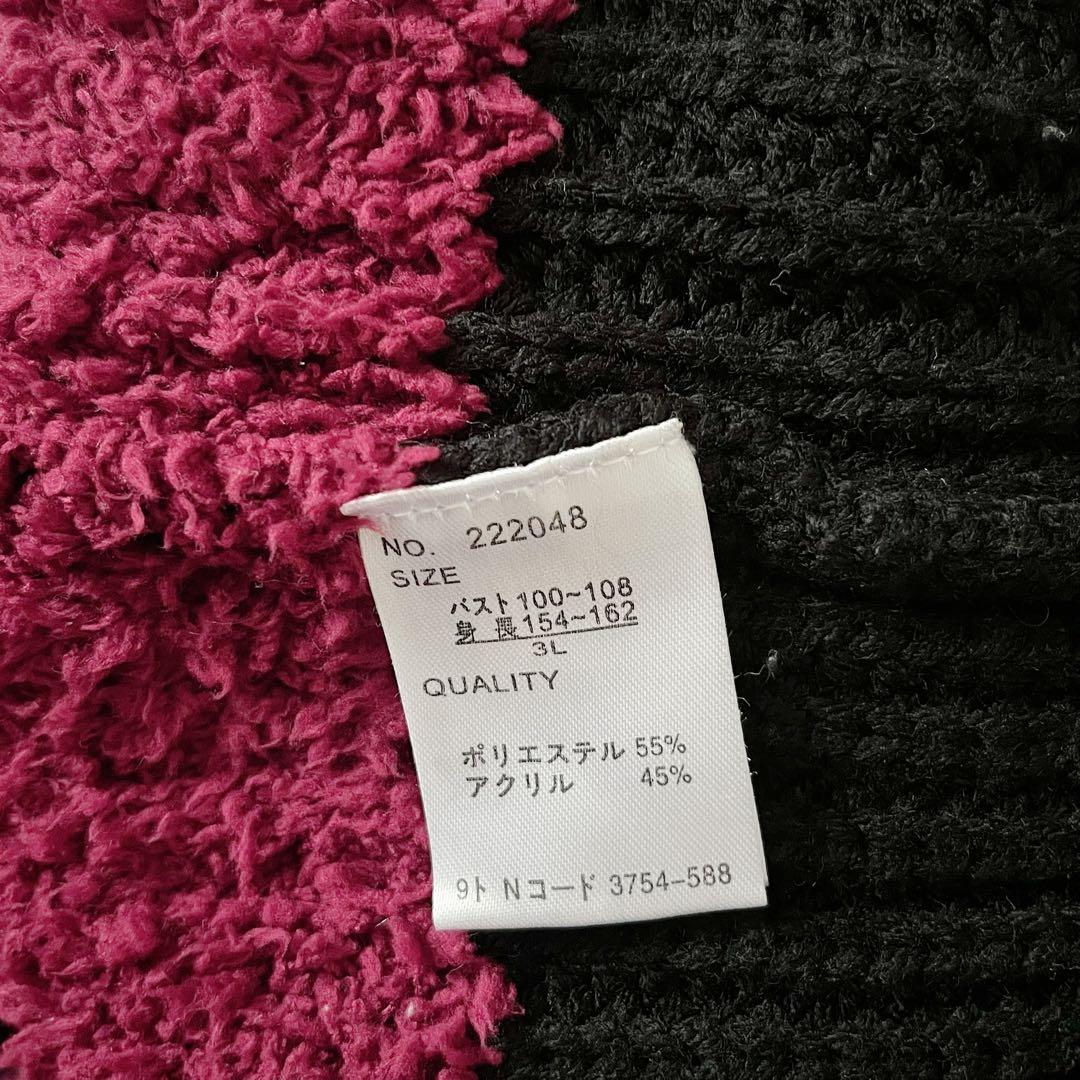 NO. 222048
SIZE
バスト100~108
身長154~162
3L
QUALITY
ポリエステル 55%
アクリル 45%
9ト Nコード 3754-588